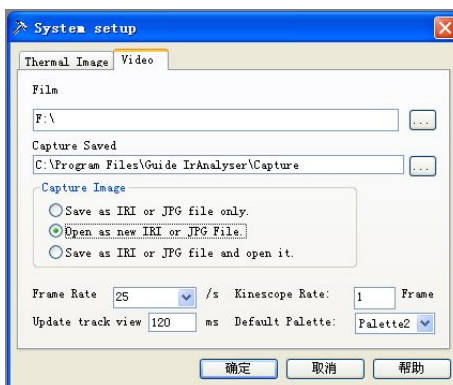 System setup
Thermal Image Video
Film
F:\
...
Capture Saved
C:\Program Files\Guide IrAnalyser\Capture
...
Capture Image
Save as IRI or JPG file only.
Open as new IRI or JPG File.
Save as IRI or JPG file and open it.
Frame Rate 25 /s Kinescope Rate: 1 Frame
Update track view 120 ms Default Palette: Palette2
确定 取消 帮助